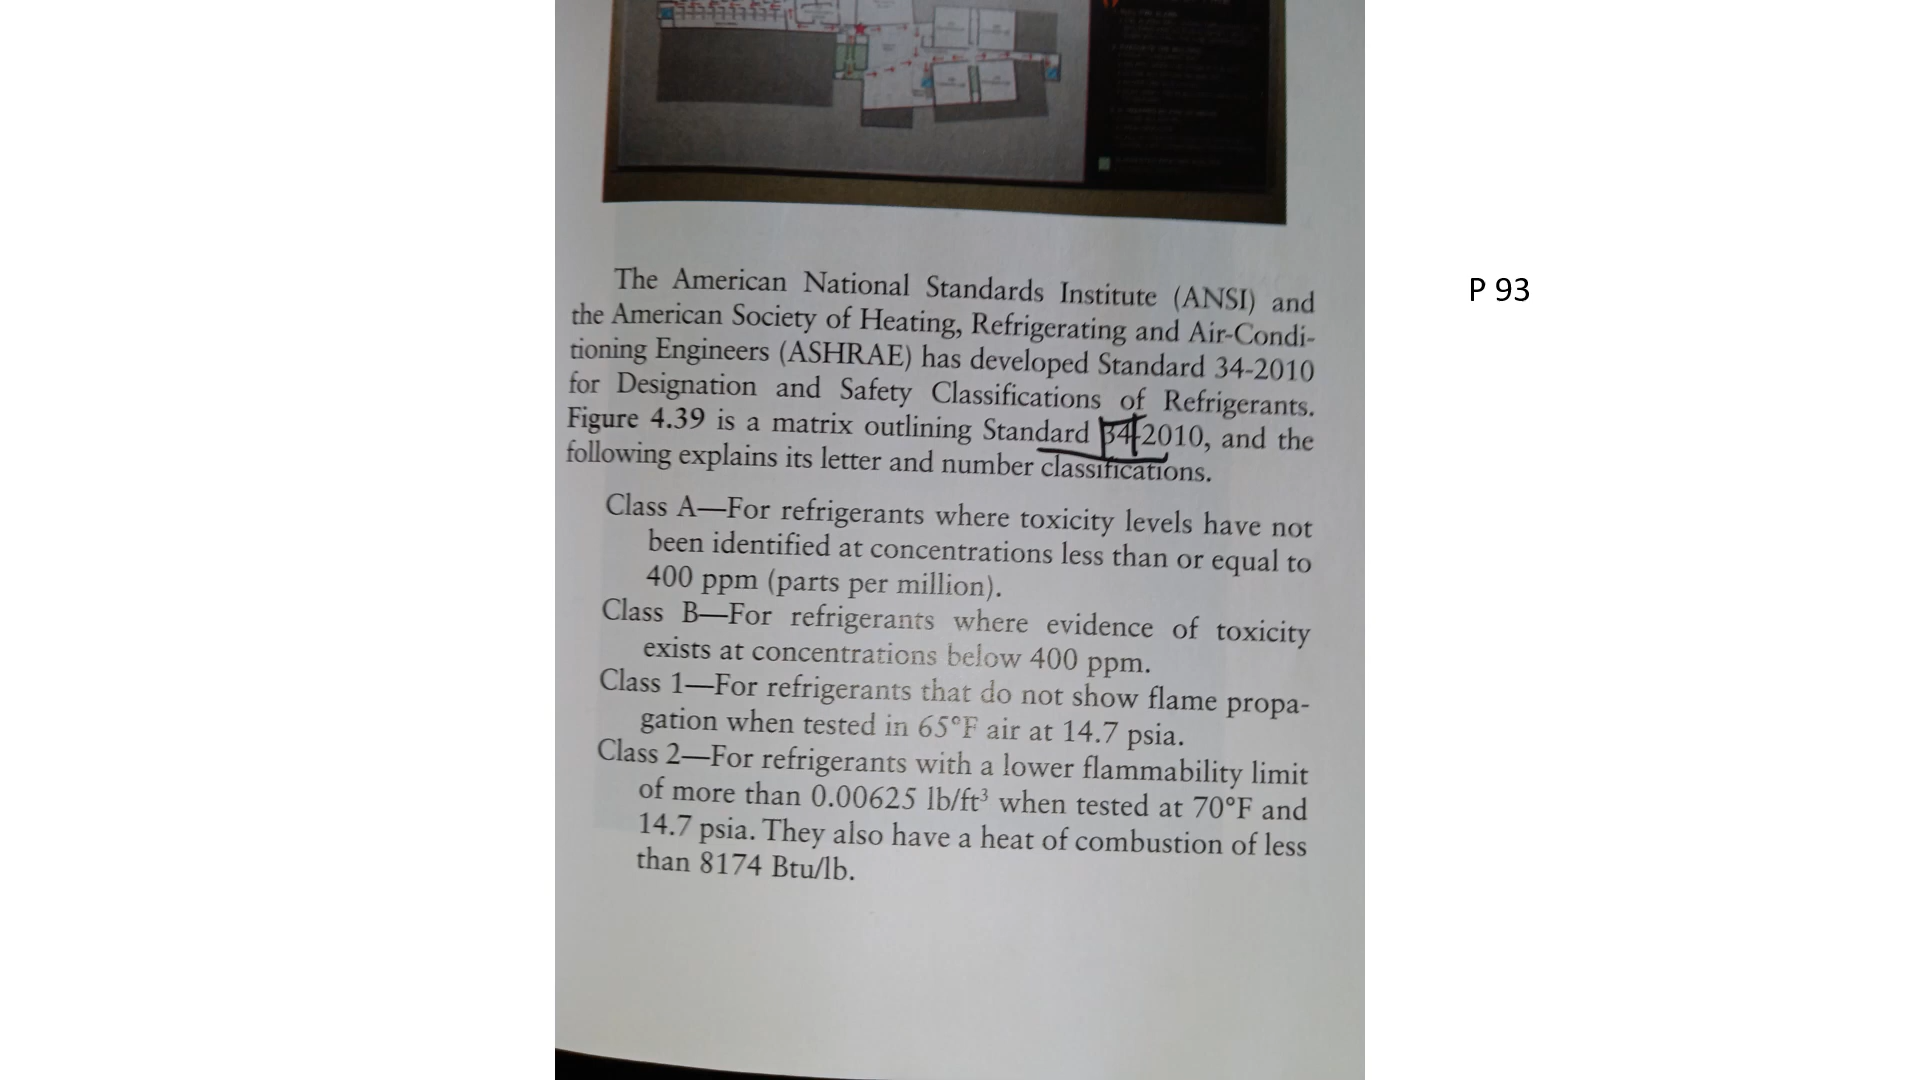 The American National Standards Institute (ANSI) and
the American Society of Heating, Refrigerating and Air-Condi-
tioning Engineers (ASHRAE) has developed Standard 34-2010
for Designation and Safety Classifications of Refrigerants.
Figure 4.39 is a matrix outlining Standard 34-2010, and the
following explains its letter and number classifications.
Class A—For refrigerants where toxicity levels have not
been identified at concentrations less than or equal to
400 ppm (parts per million).
Class B—For refrigerants where evidence of toxicity
exists at concentrations below 400 ppm.
Class 1—For refrigerants that do not show flame propa-
gation when tested in 65°F air at 14.7 psia.
Class 2—For refrigerants with a lower flammability limit
of more than 0.00625 lb/ft³ when tested at 70°F and
14.7 psia. They also have a heat of combustion of less
than 8174 Btu/lb.
P 93